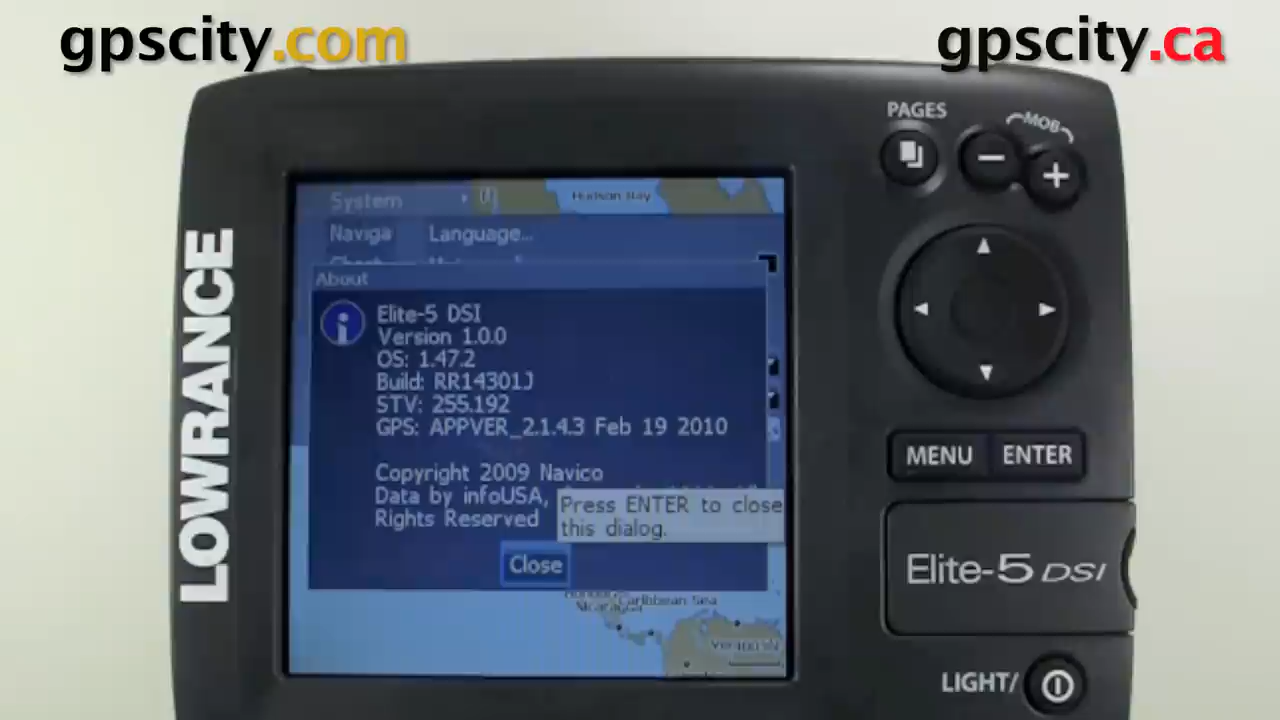 gpscity.com
gpscity.ca
PAGES
MOB
LOWRANCE
System
Hudson Bay
Naviga
Language...
About
Elite-5 DSI
Version 1.0.0
OS: 1.47.2
Build: RR14301J
STV: 255.192
GPS: APPVER_2.1.4.3 Feb 19 2010
Copyright 2009 Navico
Data by infoUSA,
Rights Reserved
Press ENTER to close
this dialog.
Close
Nicaragua
Caribbean Sea
MENU
ENTER
Elite-5 DSI
LIGHT/